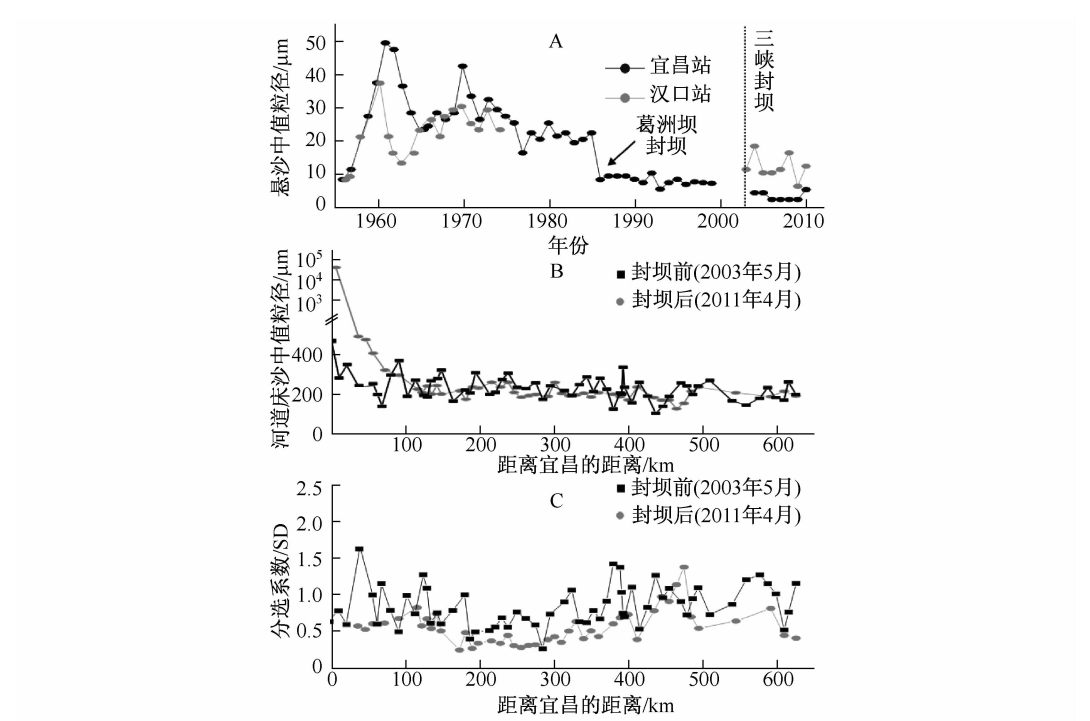 A
悬沙中值粒径/μm
50
40
30
20
10
0
宜昌站
汉口站
葛洲坝
封坝
三峡封坝
1960
1970
1980
1990
2000
2010
年份
B
河道床沙中值粒径/μm
10⁵
10⁴
10³
400
200
0
封坝前(2003年5月)
封坝后(2011年4月)
100
200
300
400
500
600
距离宜昌的距离/km
C
分选系数/SD
2.5
2.0
1.5
1.0
0.5
0
封坝前(2003年5月)
封坝后(2011年4月)
0
100
200
300
400
500
600
距离宜昌的距离/km